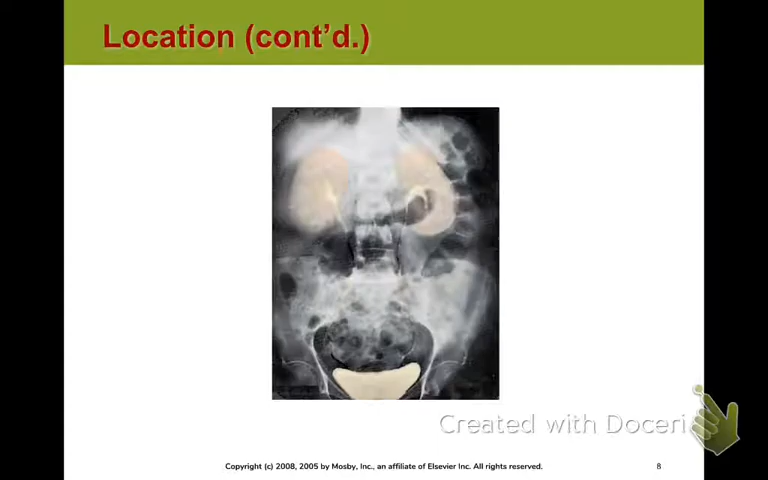 Location (cont’d.)
Created with Doceri
Copyright (c) 2008, 2005 by Mosby, Inc., an affiliate of Elsevier Inc. All rights reserved.
8